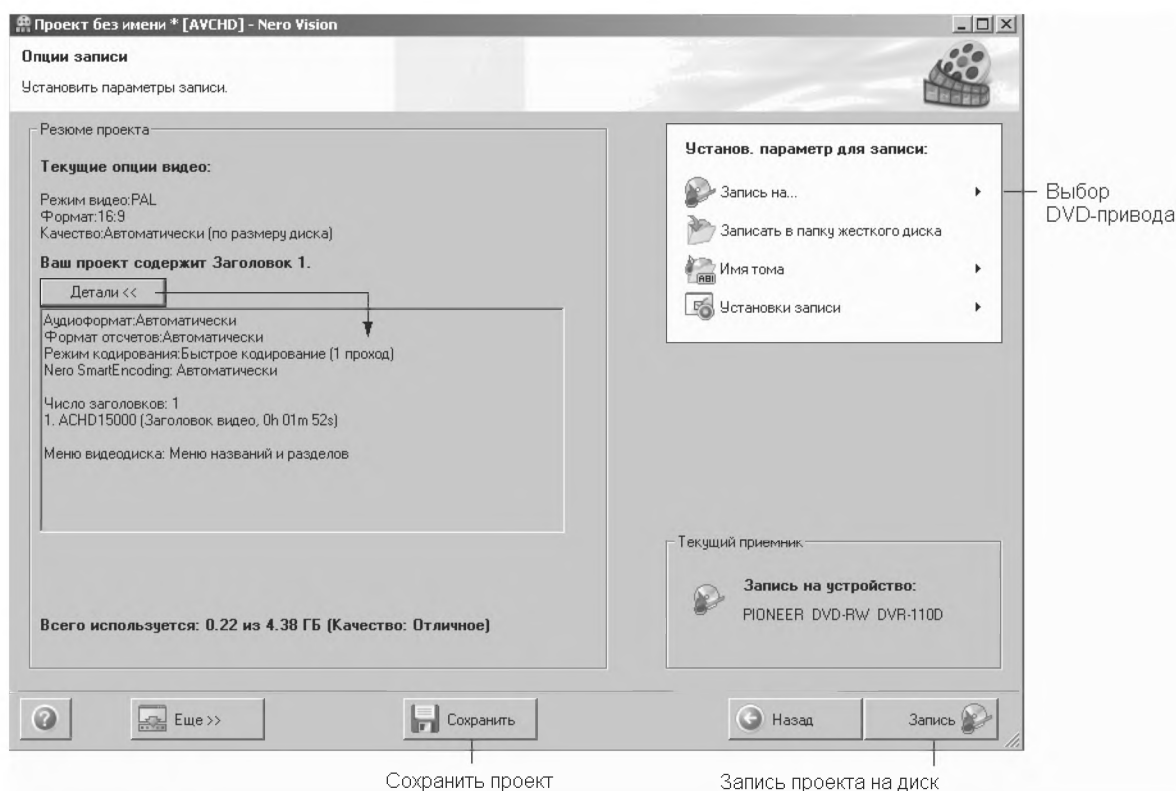 Проект без имени * [AVCHD] - Nero Vision
Опции записи
Установить параметры записи.
Резюме проекта
Текущие опции видео:
Режим видео:PAL
Формат:16:9
Качество:Автоматически (по размеру диска)
Ваш проект содержит Заголовок 1.
Детали <<
Аудиоформат:Автоматически
Формат отсчетов:Автоматически
Режим кодирования:Быстрое кодирование (1 проход)
Nero SmartEncoding: Автоматически
Число заголовков: 1
1. ACHD15000 (Заголовок видео, 0h 01m 52s)
Меню видеодиска: Меню названий и разделов
Всего используется: 0.22 из 4.38 ГБ (Качество: Отличное)
Установ. параметр для записи:
Запись на...
Записать в папку жесткого диска
ABI
Имя тома
Установки записи
Выбор
DVD-привода
Текущий приемник
Запись на устройство:
PIONEER DVD-RW DVR-110D
?
Еще >>
Сохранить
Назад
Запись
Сохранить проект
Запись проекта на диск